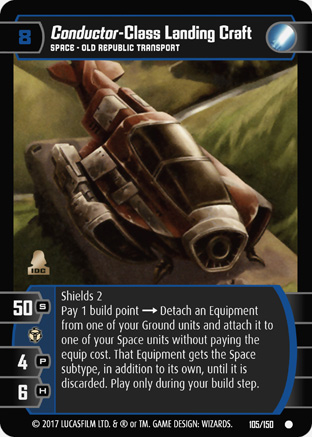 8
Conductor-Class Landing Craft
SPACE - OLD REPUBLIC TRANSPORT
IDC
50 S
4 P
6 H
Shields 2
Pay 1 build point → Detach an Equipment
from one of your Ground units and attach it to
one of your Space units without paying the
equip cost. That Equipment gets the Space
subtype, in addition to its own, until it is
discarded. Play only during your build step.
© 2017 LUCASFILM LTD. & ® or TM. GAME DESIGN: WIZARDS.
105/150